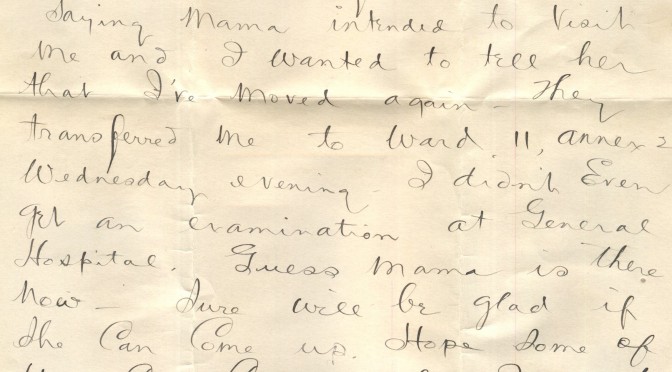 Saying Mama intended to Visit
Me and I wanted to tell her
that I've Moved again - They
transferred Me to Ward 11, annex 2
Wednesday evening - I didn't Even
get an examination at General
Hospital. Guess Mama is there
Now - Sure will be glad if
She Can Come up. Hope Some of